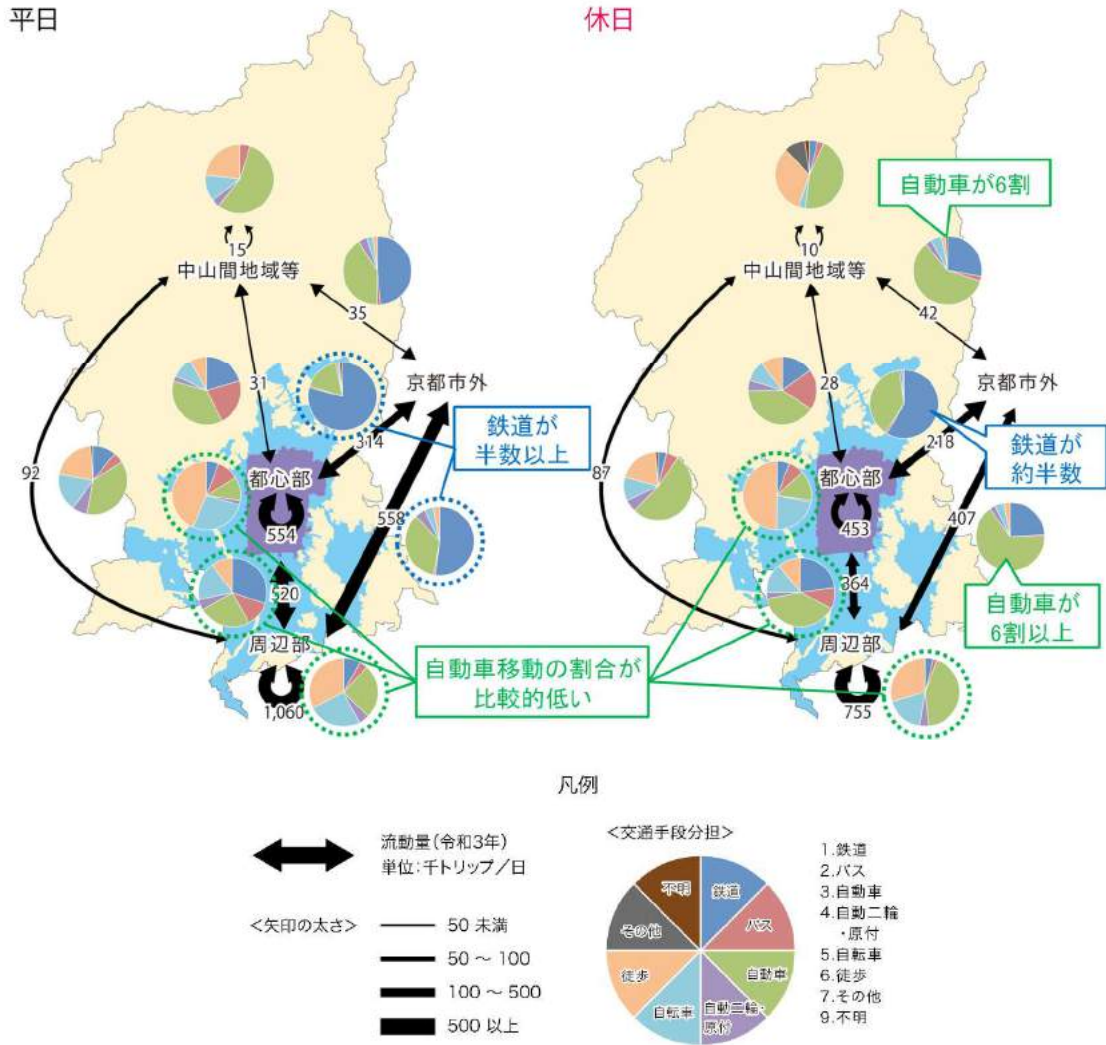 平日
15
中山間地域等
35
31
京都市外
314
鉄道が
半数以上
92
都心部
554
558
520
周辺部
1,060
休日
自動車が6割
10
中山間地域等
42
28
京都市外
218
鉄道が
約半数
87
都心部
453
407
364
自動車が
6割以上
周辺部
755
自動車移動の割合が
比較的低い
凡例
流動量(令和3年)
単位:千トリップ/日
<矢印の太さ>
50 未満
50 ~ 100
100 ~ 500
500 以上
<交通手段分担>
不明
鉄道
その他
バス
徒歩
自動車
自転車
自動二輪・
原付
1.鉄道
2.バス
3.自動車
4.自動二輪
・原付
5.自転車
6.徒歩
7.その他
9.不明